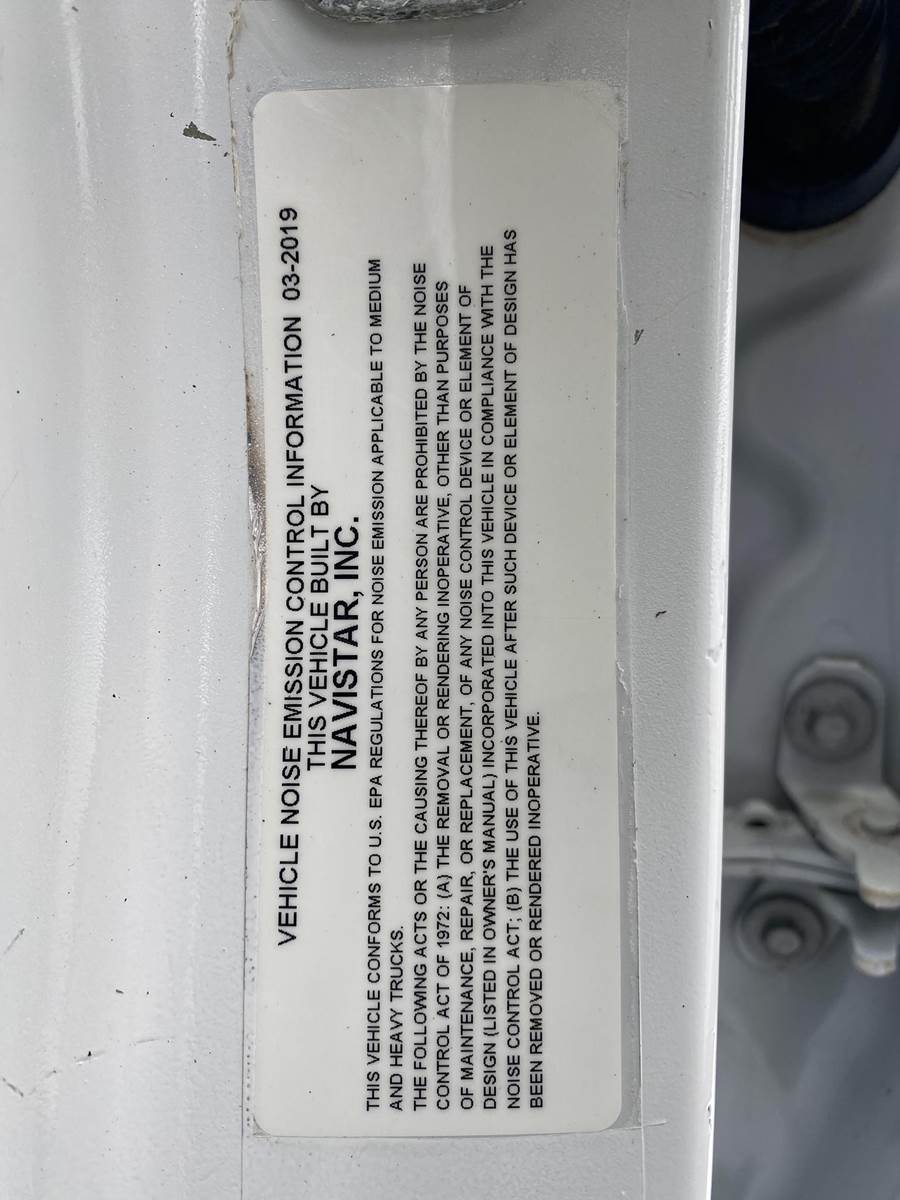 VEHICLE NOISE EMISSION CONTROL INFORMATION 03-2019
THIS VEHICLE BUILT BY
NAVISTAR, INC.
THIS VEHICLE CONFORMS TO U.S. EPA REGULATIONS FOR NOISE EMISSION APPLICABLE TO MEDIUM
AND HEAVY TRUCKS.
THE FOLLOWING ACTS OR THE CAUSING THEREOF BY ANY PERSON ARE PROHIBITED BY THE NOISE
CONTROL ACT OF 1972: (A) THE REMOVAL OR RENDERING INOPERATIVE, OTHER THAN PURPOSES
OF MAINTENANCE, REPAIR, OR REPLACEMENT, OF ANY NOISE CONTROL DEVICE OR ELEMENT OF
DESIGN (LISTED IN OWNER'S MANUAL) INCORPORATED INTO THIS VEHICLE IN COMPLIANCE WITH THE
NOISE CONTROL ACT; (B) THE USE OF THIS VEHICLE AFTER SUCH DEVICE OR ELEMENT OF DESIGN HAS
BEEN REMOVED OR RENDERED INOPERATIVE.